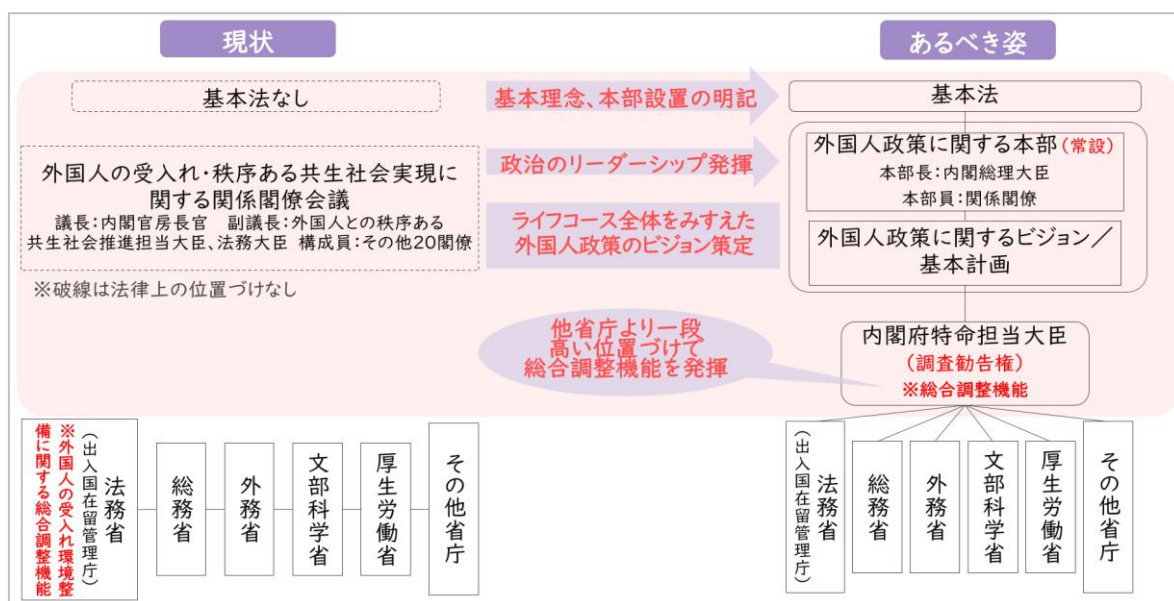 現状
あるべき姿
基本法なし
基本理念、本部設置の明記
基本法
外国人の受入れ・秩序ある共生社会実現に
関する関係閣僚会議
議長:内閣官房長官 副議長:外国人との秩序ある
共生社会推進担当大臣、法務大臣 構成員:その他20閣僚
※破線は法律上の位置づけなし
政治のリーダーシップ発揮
ライフコース全体をみすえた
外国人政策のビジョン策定
外国人政策に関する本部(常設)
本部長:内閣総理大臣
本部員:関係閣僚
外国人政策に関するビジョン/
基本計画
他省庁より一段
高い位置づけで
総合調整機能を発揮
内閣府特命担当大臣
(調査勧告権)
※総合調整機能
法務省
(出入国在留管理庁)
※外国人の受入れ環境整
備に関する総合調整機能
総務省
外務省
文部科学省
厚生労働省
その他省庁
法務省
(出入国在留管理庁)
総務省
外務省
文部科学省
厚生労働省
その他省庁